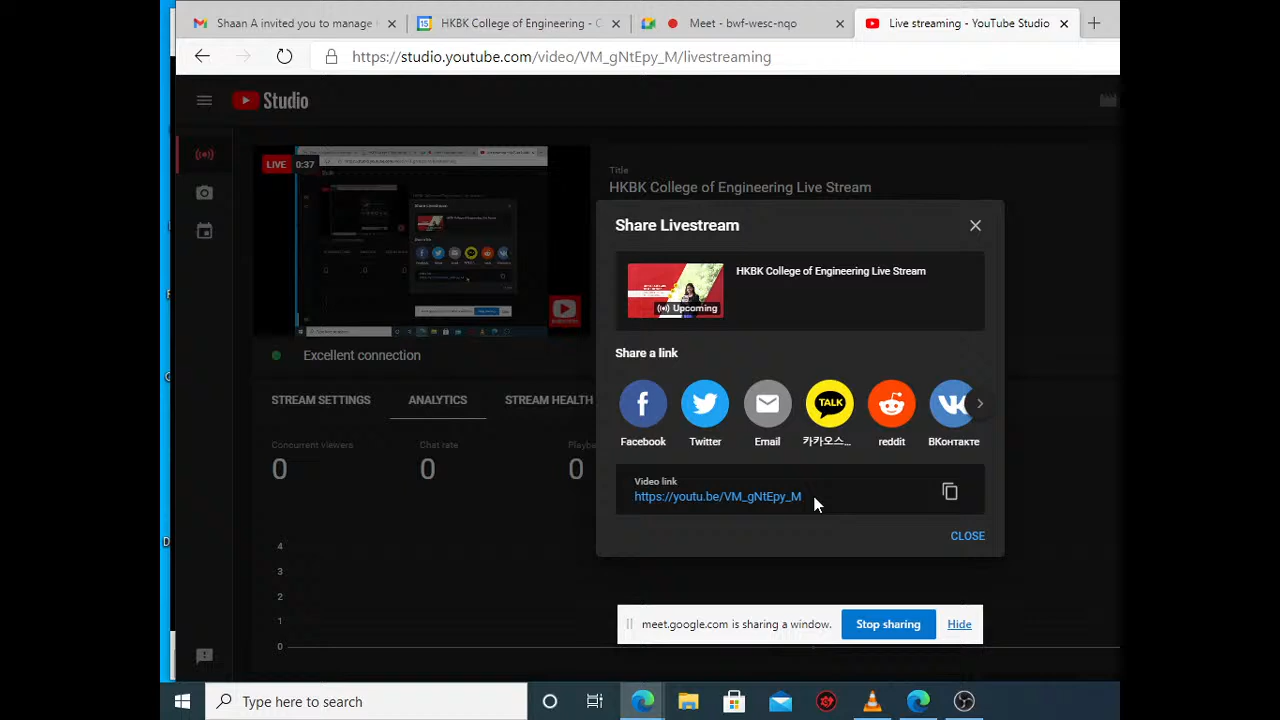 Shaan A invited you to manage
15
HKBK College of Engineering - C
Meet - bwf-wesc-nqo
Live streaming - YouTube Studio
https://studio.youtube.com/video/VM_gNtEpy_M/livestreaming
Studio
LIVE
0:37
Title
HKBK College of Engineering Live Stream
Share Livestream
HKBK College of Engineering Live Stream
Upcoming
Excellent connection
Share a link
STREAM SETTINGS
ANALYTICS
STREAM HEALTH
TALK
Facebook
Twitter
Email
카카오스...
reddit
ВКонтакте
Concurrent viewers
Chat rate
Playba
0
0
0
Video link
https://youtu.be/VM_gNtEpy_M
CLOSE
4
3
2
1
0
meet.google.com is sharing a window.
Stop sharing
Hide
Type here to search